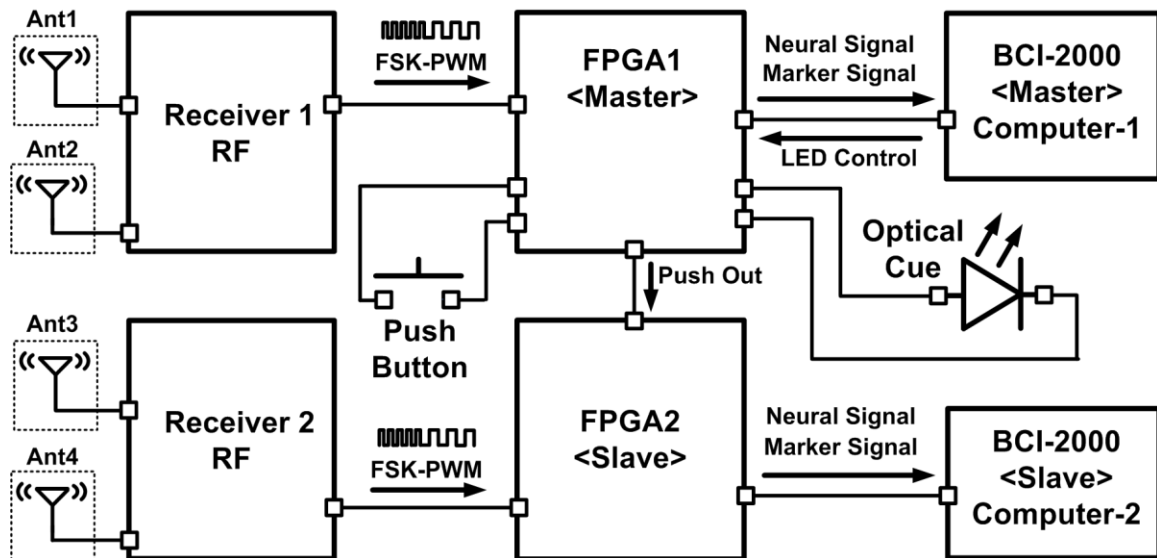 Ant1
Ant2
Receiver 1
RF
FSK-PWM
FPGA1
<Master>
Neural Signal
Marker Signal
LED Control
BCI-2000
<Master>
Computer-1
Push
Button
Push Out
Optical
Cue
Ant3
Ant4
Receiver 2
RF
FSK-PWM
FPGA2
<Slave>
Neural Signal
Marker Signal
BCI-2000
<Slave>
Computer-2